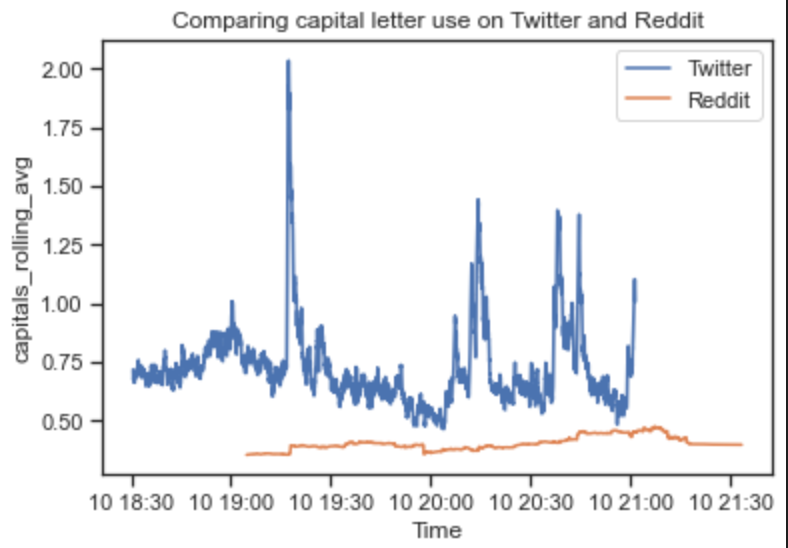 Comparing capital letter use on Twitter and Reddit
Twitter
Reddit
2.00
1.75
1.50
1.25
1.00
0.75
0.50
capitals_rolling_avg
10 18:30 10 19:00 10 19:30 10 20:00 10 20:30 10 21:00 10 21:30
Time